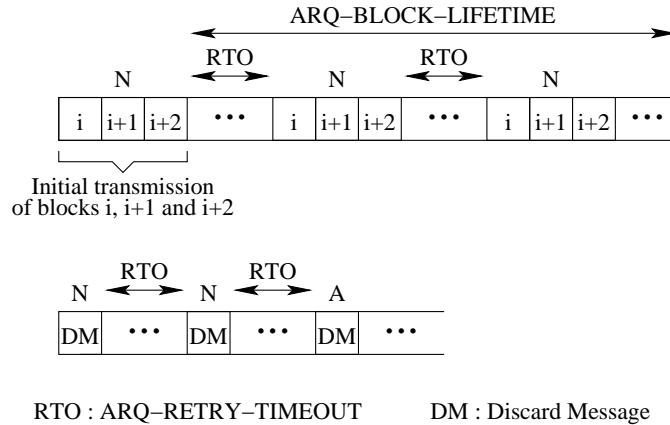 ARQ–BLOCK–LIFETIME
RTO RTO
N N N
i i+1 i+2 ••• i i+1 i+2 ••• i i+1 i+2 •••
Initial transmission
of blocks i, i+1 and i+2
RTO RTO
N N A
DM ••• DM ••• DM •••
RTO : ARQ–RETRY–TIMEOUT DM : Discard Message